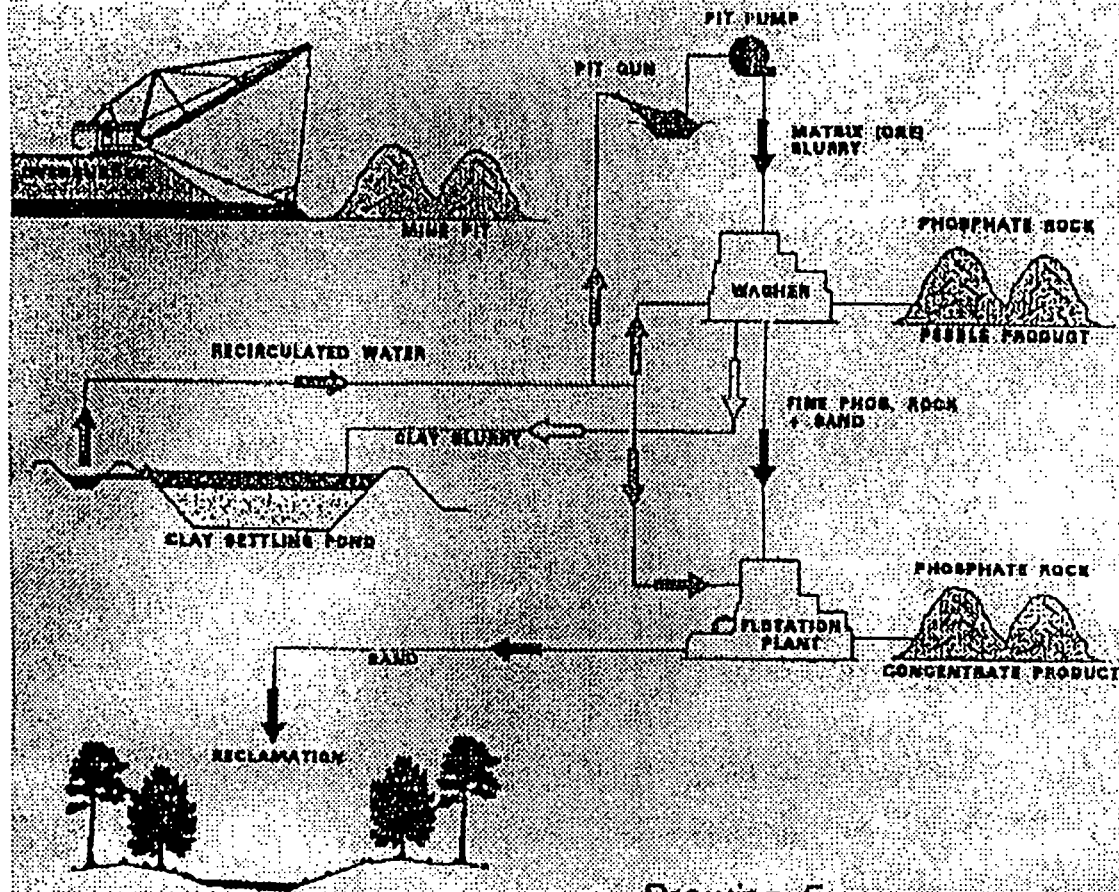 PIT PUMP
PIT GUN
MATRIX (ORE)
SLURRY
OVERBURDEN
MINE PIT
PHOSPHATE ROCK
WASHER
PEBBLE PRODUCT
RECIRCULATED WATER
FINE PHOS. ROCK
+ SAND
CLAY SLURRY
CLAY SETTLING POND
PHOSPHATE ROCK
FLOTATION
PLANT
CONCENTRATE PRODUCT
SAND
RECLAMATION